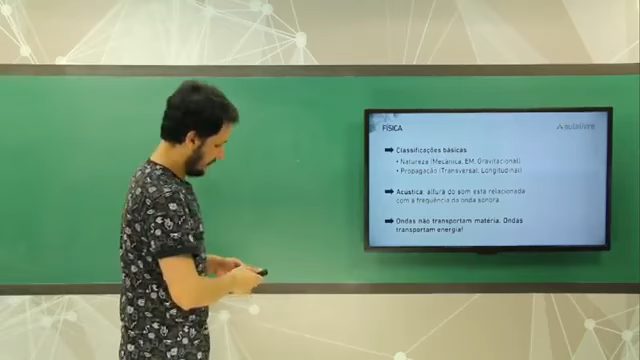 FÍSICA
aulalivre
Classificações básicas
• Natureza (Mecânica, EM, Gravitacional)
• Propagação (Transversal, Longitudinal)
Acústica: altura do som está relacionada
com a frequência da onda sonora
Ondas não transportam matéria. Ondas
transportam energia!